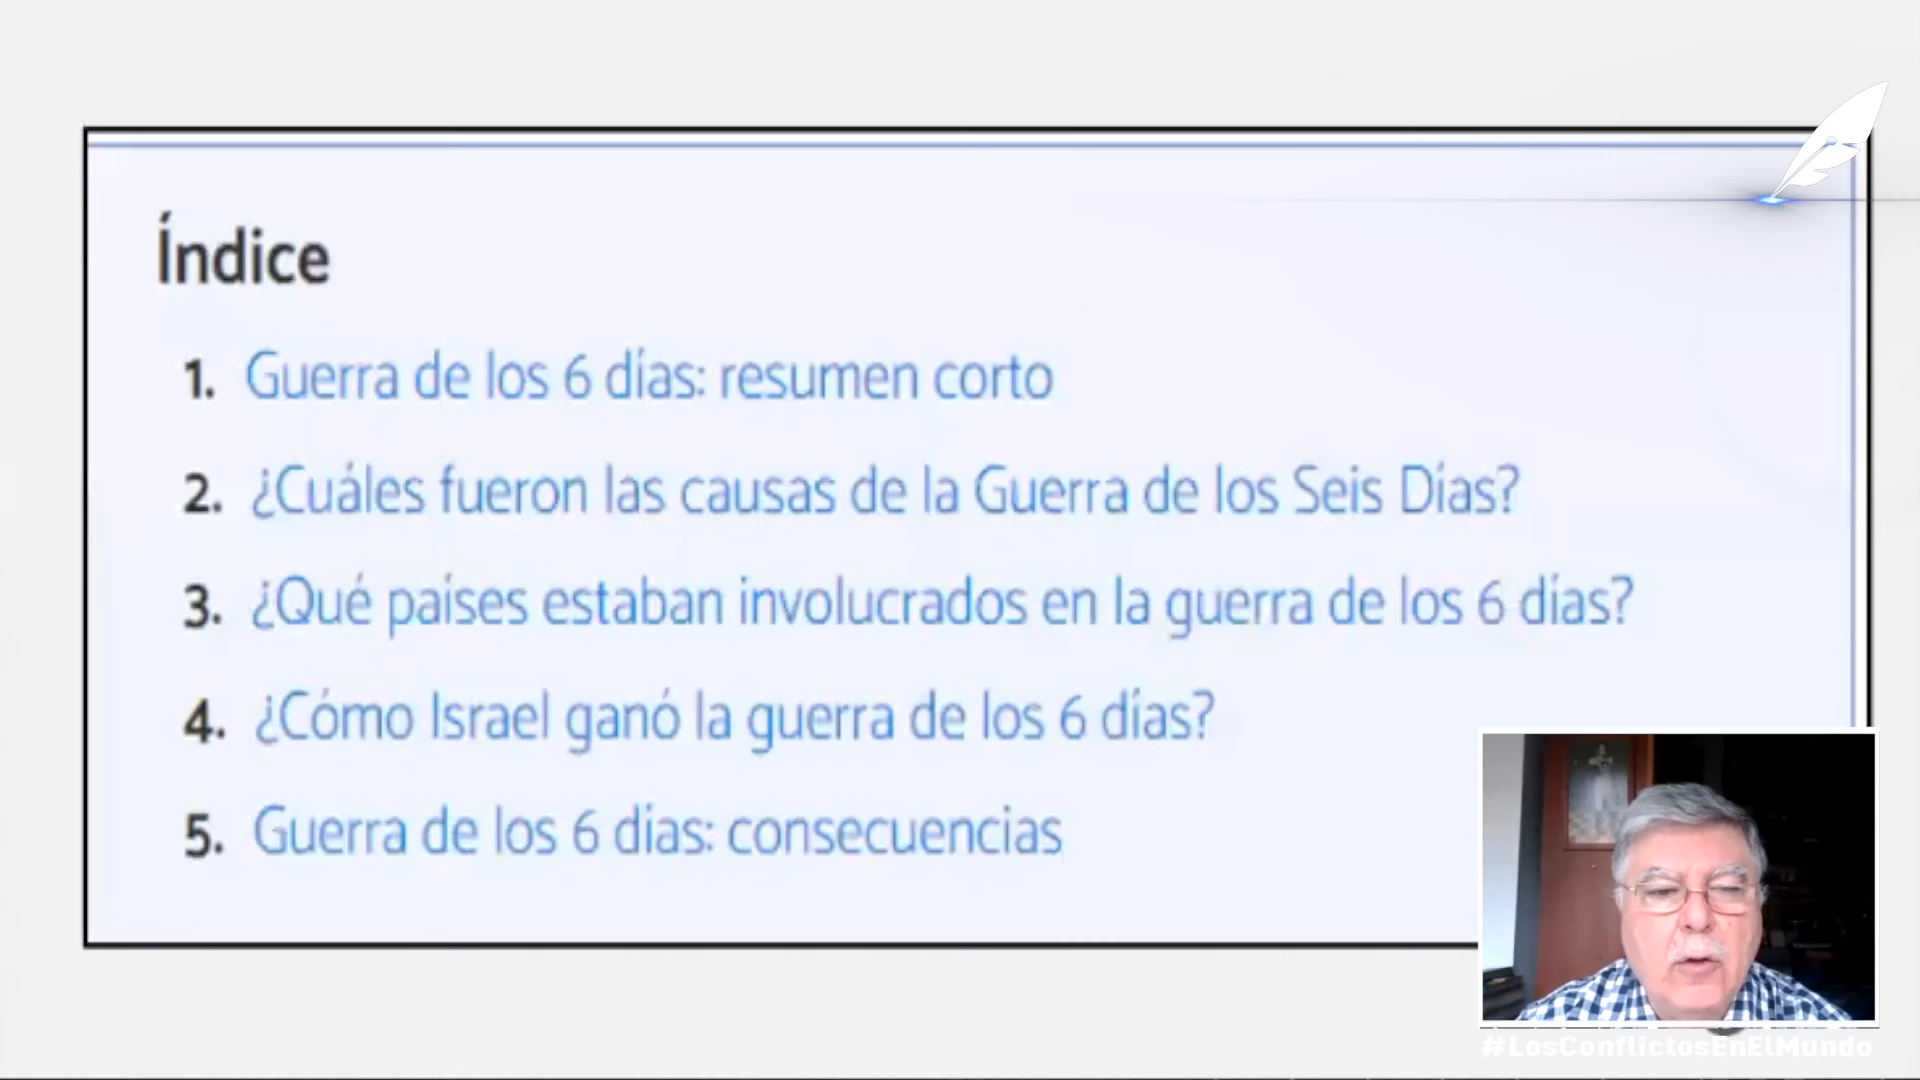 Índice
1. Guerra de los 6 días: resumen corto
2. ¿Cuáles fueron las causas de la Guerra de los Seis Días?
3. ¿Qué países estaban involucrados en la guerra de los 6 días?
4. ¿Cómo Israel ganó la guerra de los 6 días?
5. Guerra de los 6 días: consecuencias
#LosConflictosEnElMundo